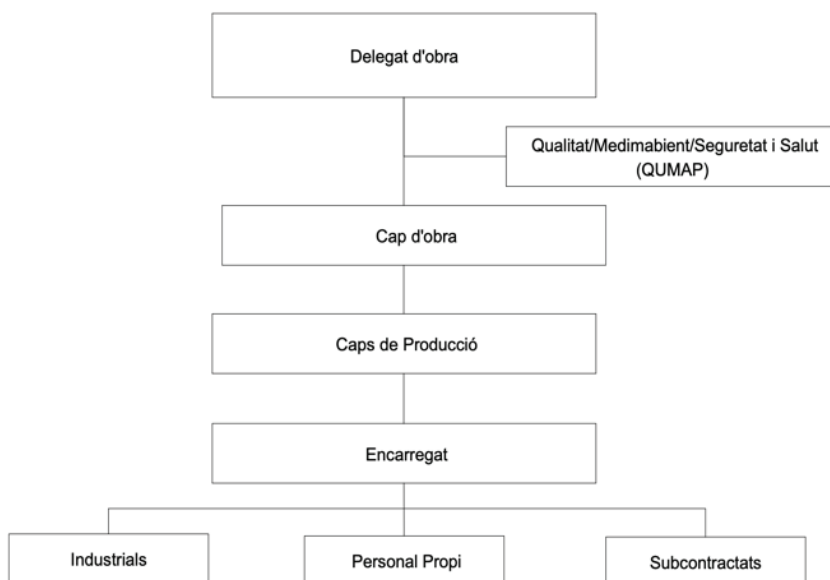 Delegat d'obra
Qualitat/Medimabient/Seguretat i Salut
(QUMAP)
Cap d'obra
Caps de Producció
Encarregat
Industrials
Personal Propi
Subcontractats